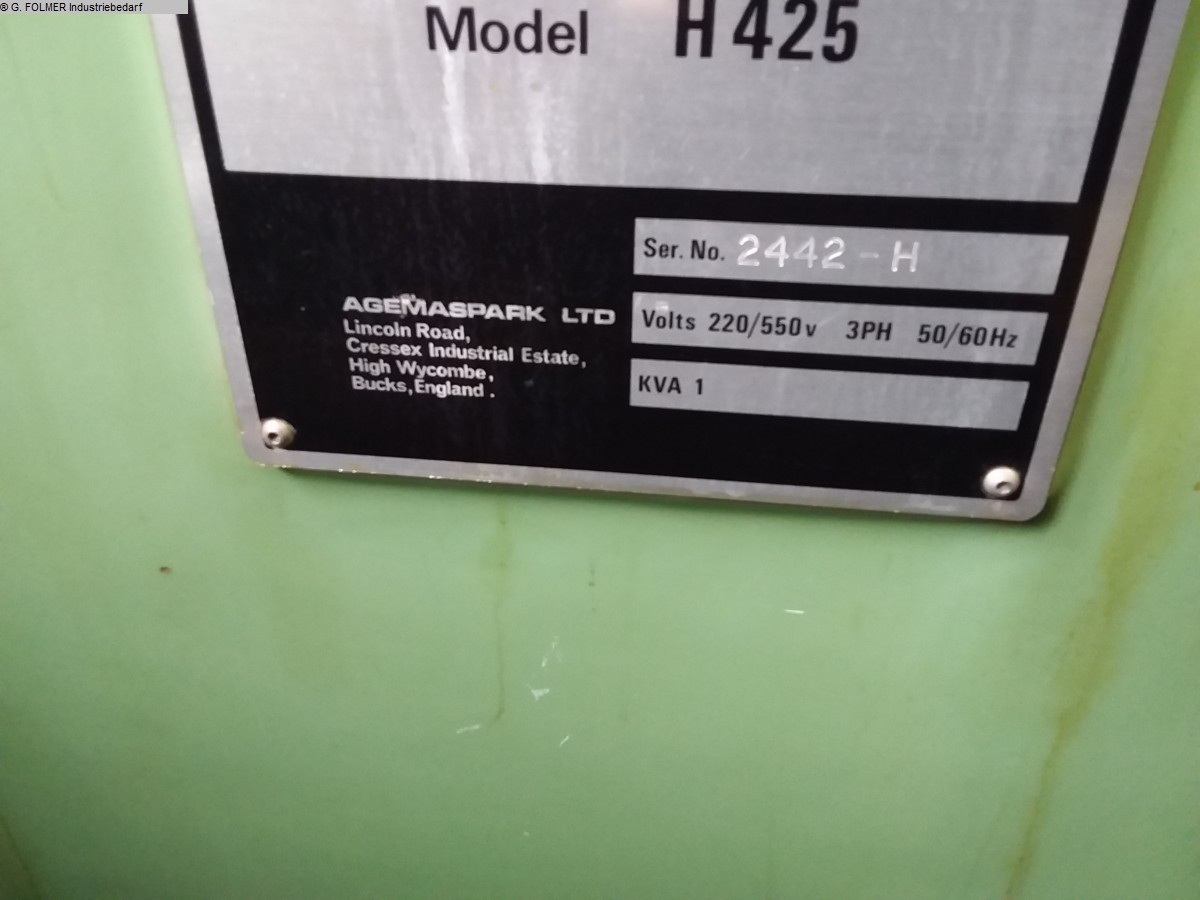 © G. FOLMER Industriebedarf
Model H 425
Ser. No. 2442-H
Volts 220/550v 3PH 50/60Hz
KVA 1
AGEMASPARK LTD
Lincoln Road,
Cressex Industrial Estate,
High Wycombe,
Bucks, England.